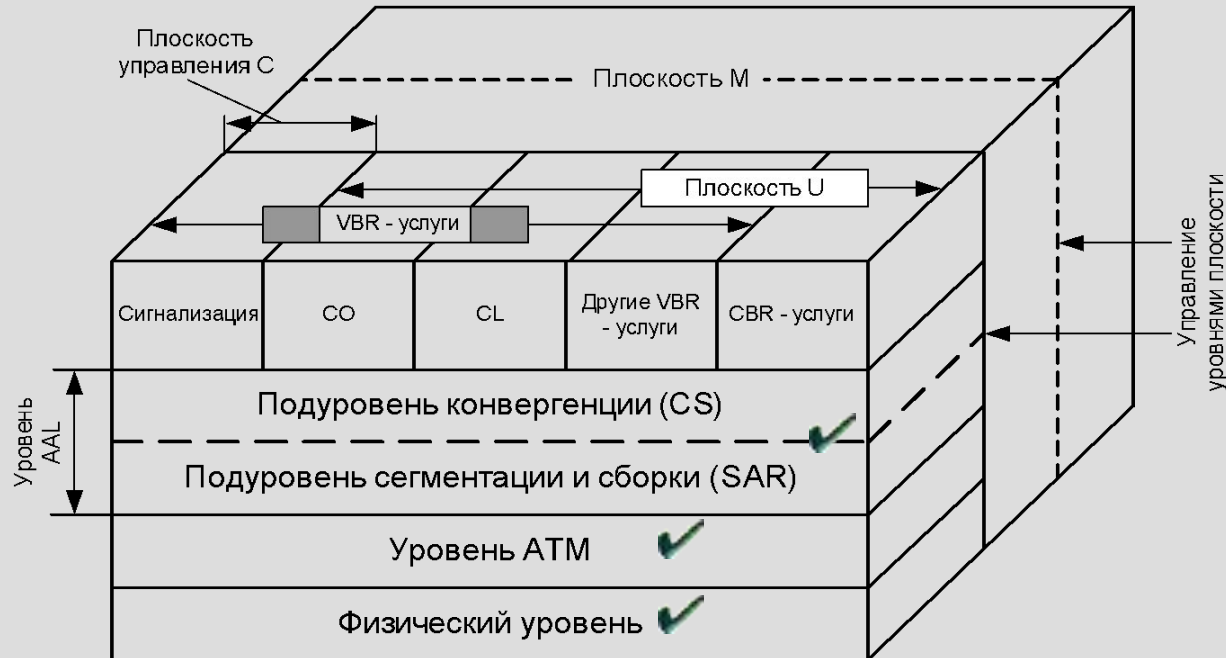 Плоскость
управления С
Плоскость М
Плоскость U
VBR - услуги
Сигнализация
CO
CL
Другие VBR
- услуги
CBR - услуги
Управление
уровнями плоскости
Уровень
AAL
Подуровень конвергенции (CS)
Подуровень сегментации и сборки (SAR)
Уровень АТМ
Физический уровень